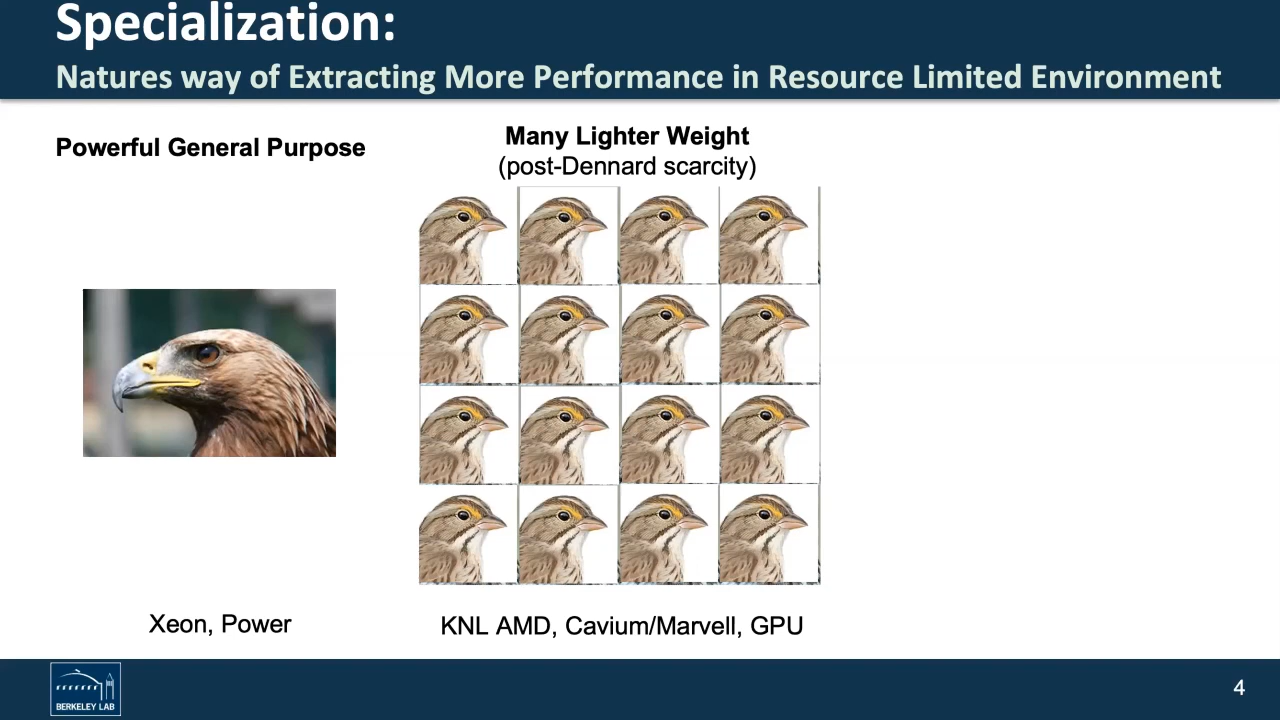 Specialization:
Natures way of Extracting More Performance in Resource Limited Environment
Powerful General Purpose
Many Lighter Weight
(post-Dennard scarcity)
Xeon, Power
KNL AMD, Cavium/Marvell, GPU
BERKELEY LAB
4